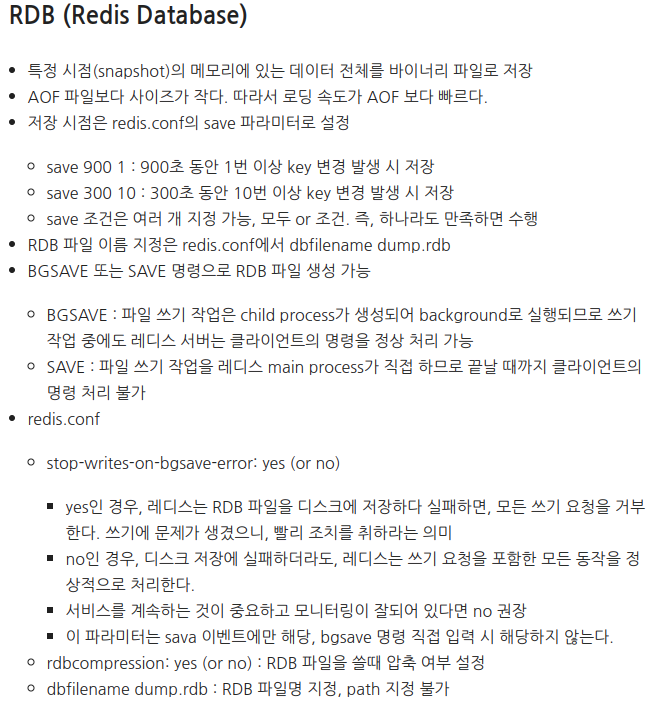 RDB (Redis Database)
특정 시점(snapshot)의 메모리에 있는 데이터 전체를 바이너리 파일로 저장
AOF 파일보다 사이즈가 작다. 따라서 로딩 속도가 AOF 보다 빠르다.
저장 시점은 redis.conf의 save 파라미터로 설정
save 900 1 : 900초 동안 1번 이상 key 변경 발생 시 저장
save 300 10 : 300초 동안 10번 이상 key 변경 발생 시 저장
save 조건은 여러 개 지정 가능, 모두 or 조건. 즉, 하나라도 만족하면 수행
RDB 파일 이름 지정은 redis.conf에서 dbfilename dump.rdb
BGSAVE 또는 SAVE 명령으로 RDB 파일 생성 가능
BGSAVE : 파일 쓰기 작업은 child process가 생성되어 background로 실행되므로 쓰기
작업 중에도 레디스 서버는 클라이언트의 명령을 정상 처리 가능
SAVE : 파일 쓰기 작업을 레디스 main process가 직접 하므로 끝날 때까지 클라이언트의
명령 처리 불가
redis.conf
stop-writes-on-bgsave-error: yes (or no)
yes인 경우, 레디스는 RDB 파일을 디스크에 저장하다 실패하면, 모든 쓰기 요청을 거부
한다. 쓰기에 문제가 생겼으니, 빨리 조치를 취하라는 의미
no인 경우, 디스크 저장에 실패하더라도, 레디스는 쓰기 요청을 포함한 모든 동작을 정
상적으로 처리한다.
서비스를 계속하는 것이 중요하고 모니터링이 잘되어 있다면 no 권장
이 파라미터는 sava 이벤트에만 해당, bgsave 명령 직접 입력 시 해당하지 않는다.
rdbcompression: yes (or no) : RDB 파일을 쓸때 압축 여부 설정
dbfilename dump.rdb : RDB 파일명 지정, path 지정 불가